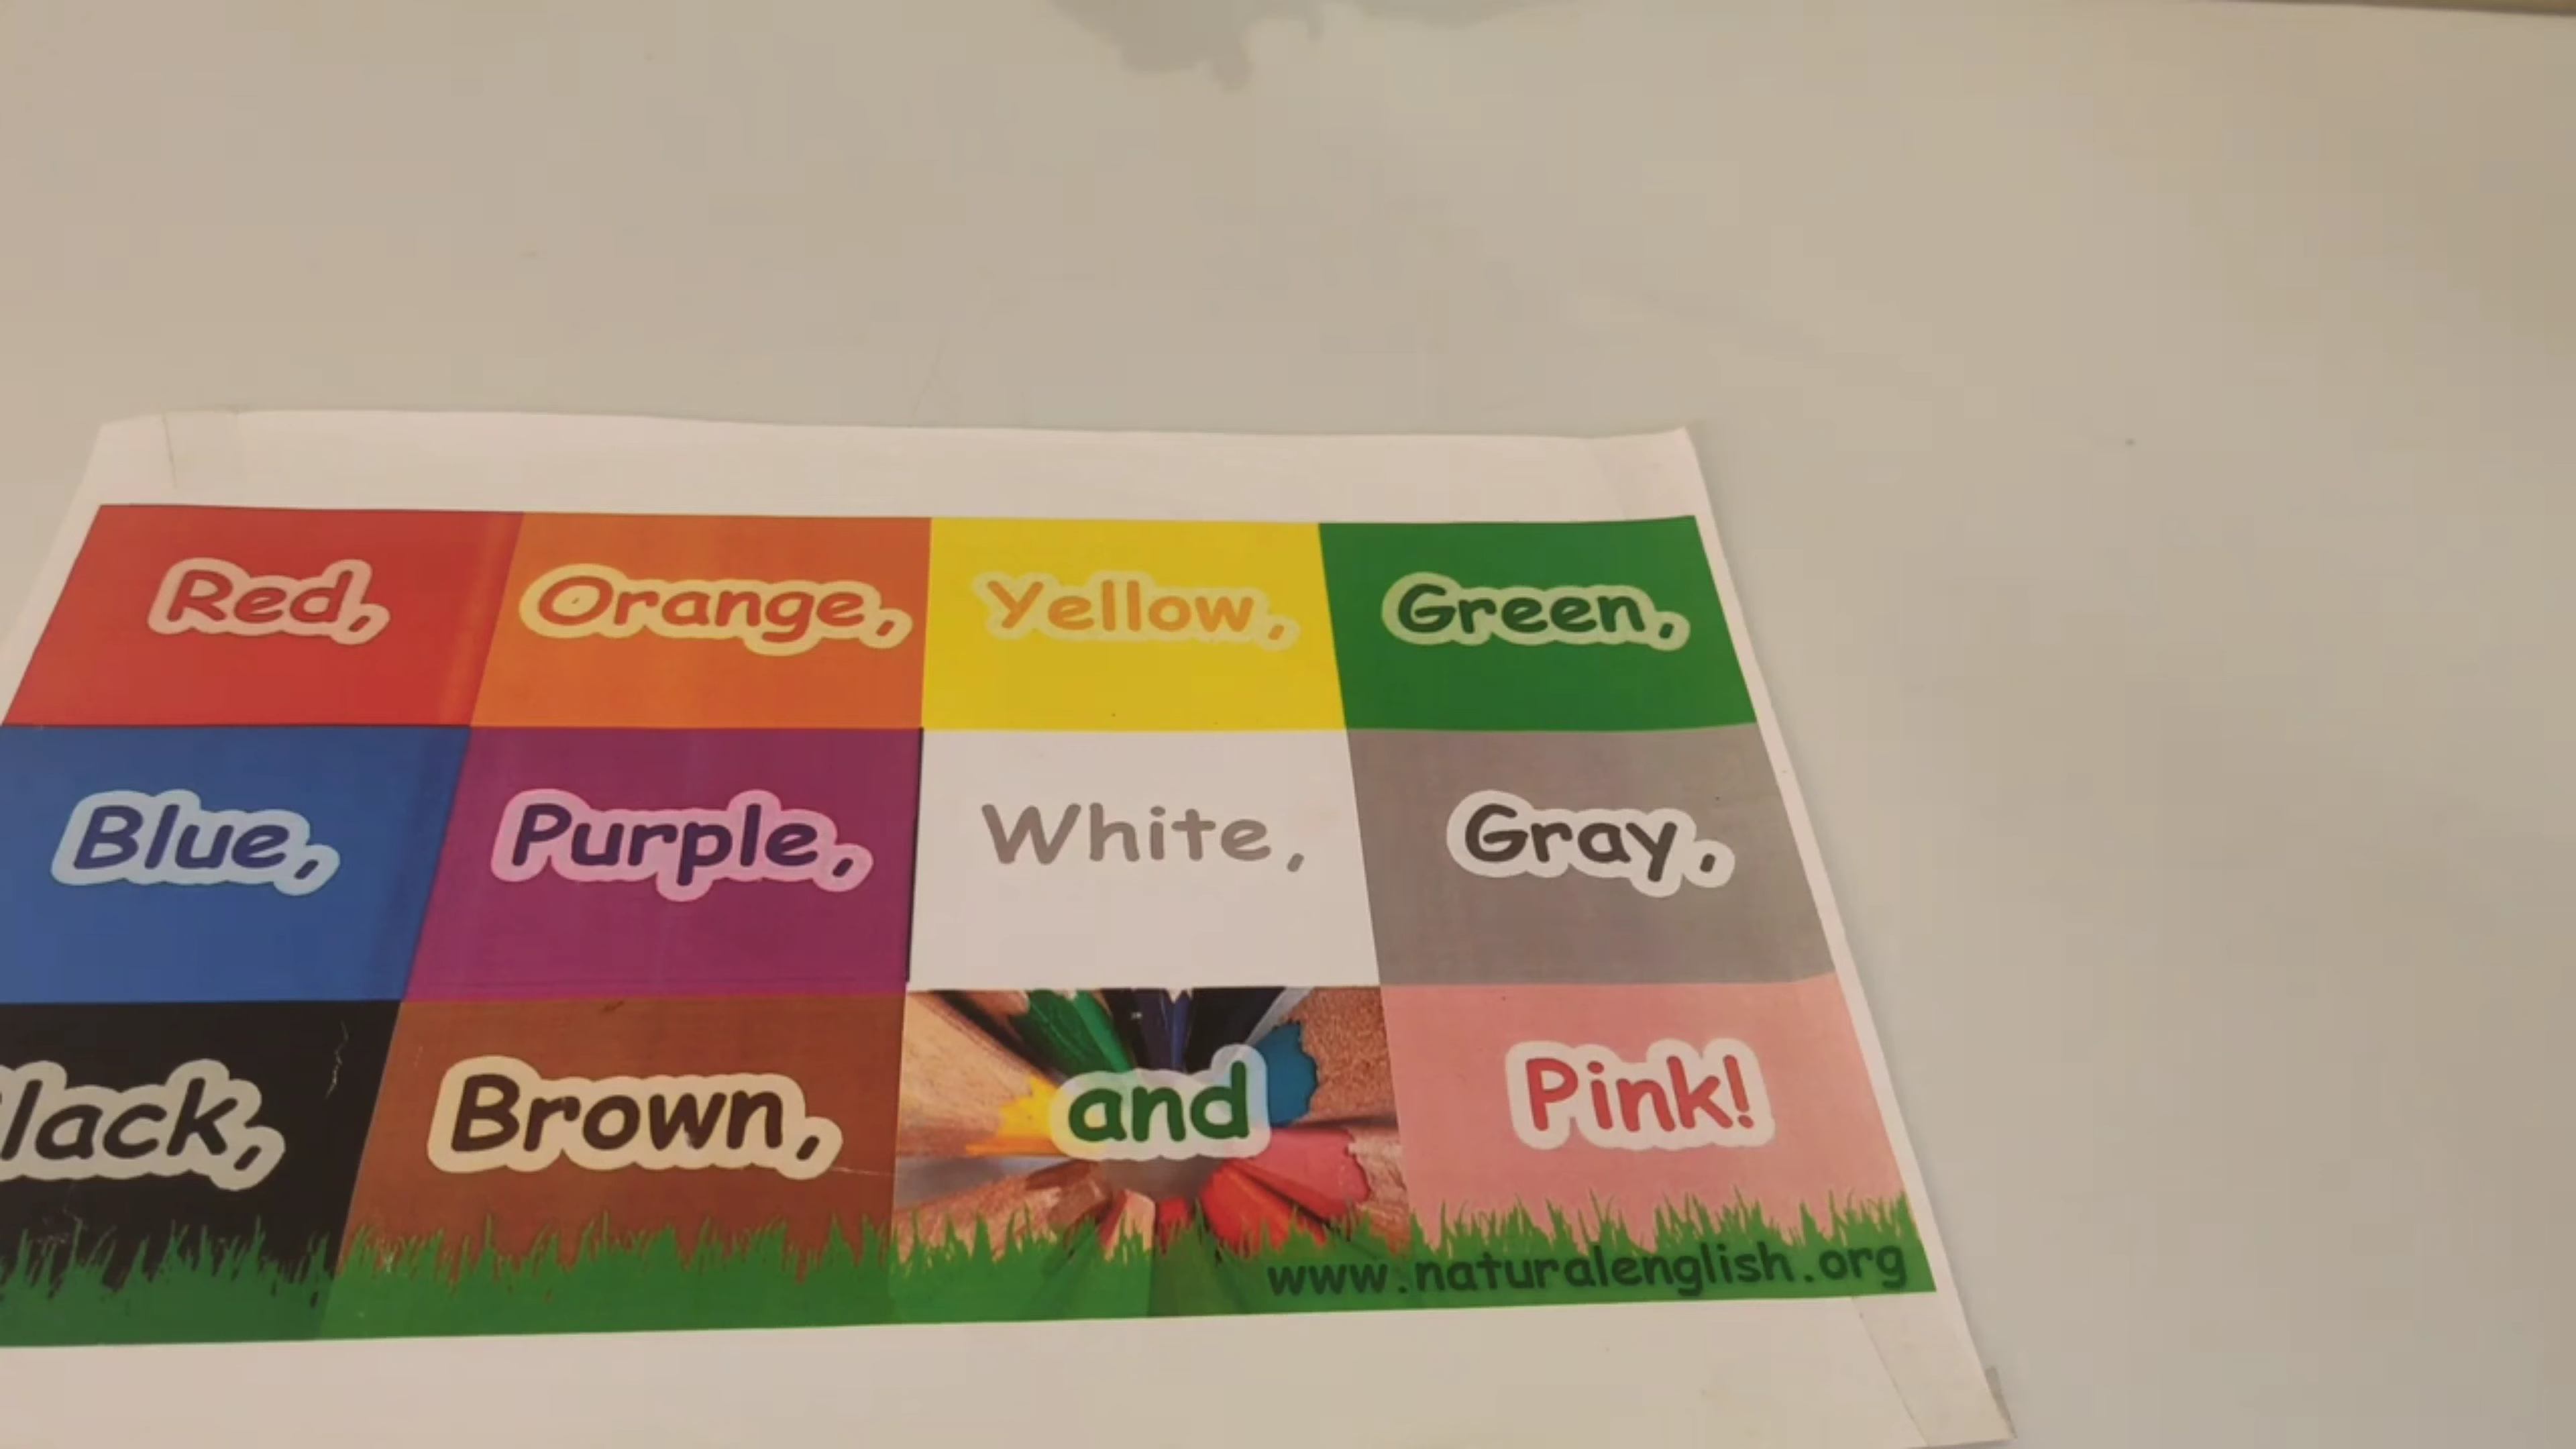 Red, Orange, Yellow, Green,
Blue, Purple, White, Gray,
lack, Brown, and Pink!
www.naturalenglish.org